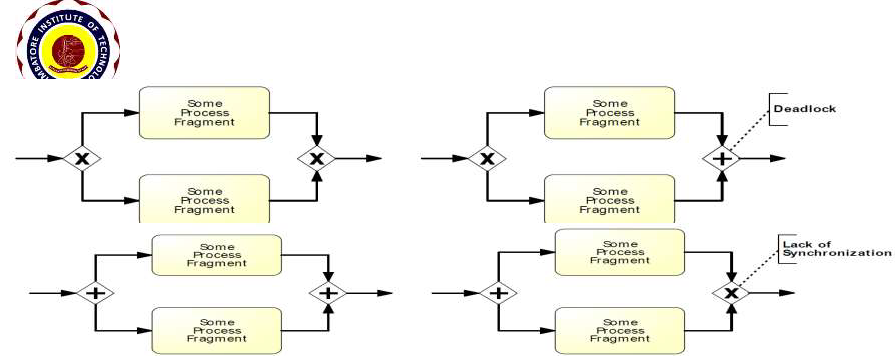 MBATORE INSTITUTE OF TECHNOLO
Some
Process
Fragment
Some
Process
Fragment
Deadlock
X
X
X
+
Some
Process
Fragment
Some
Process
Fragment
Some
Process
Fragment
Some
Process
Fragment
Lack of
Synchronization
+
+
+
X
Some
Process
Fragment
Some
Process
Fragment